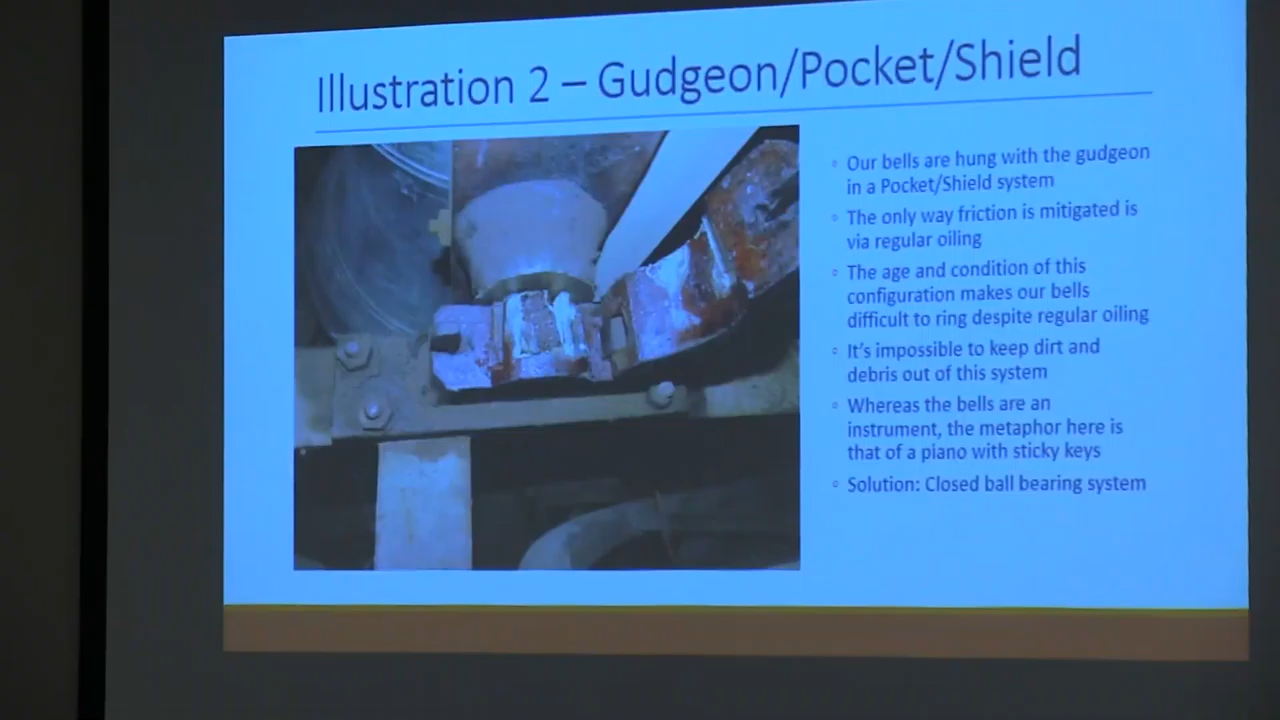 Illustration 2 – Gudgeon/Pocket/Shield
◦ Our bells are hung with the gudgeon
in a Pocket/Shield system
◦ The only way friction is mitigated is
via regular oiling
◦ The age and condition of this
configuration makes our bells
difficult to ring despite regular oiling
◦ It's impossible to keep dirt and
debris out of this system
◦ Whereas the bells are an
instrument, the metaphor here is
that of a piano with sticky keys
◦ Solution: Closed ball bearing system